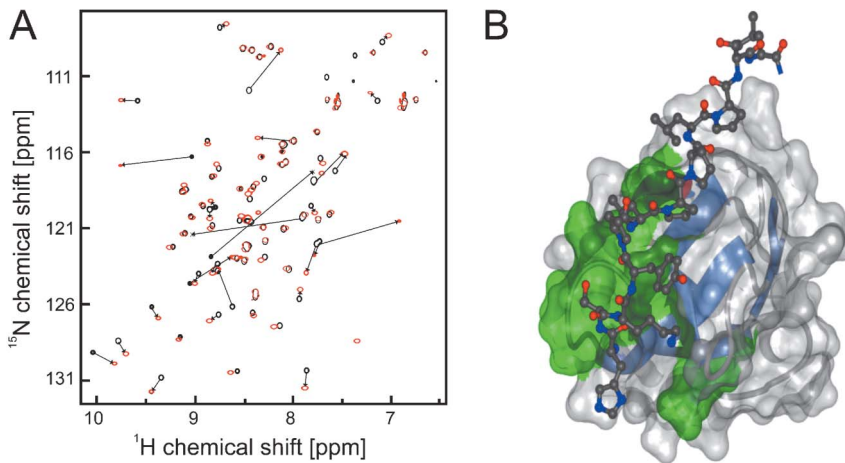 A
B
111
116
121
126
131
¹⁵N chemical shift [ppm]
10
9
8
7
¹H chemical shift [ppm]